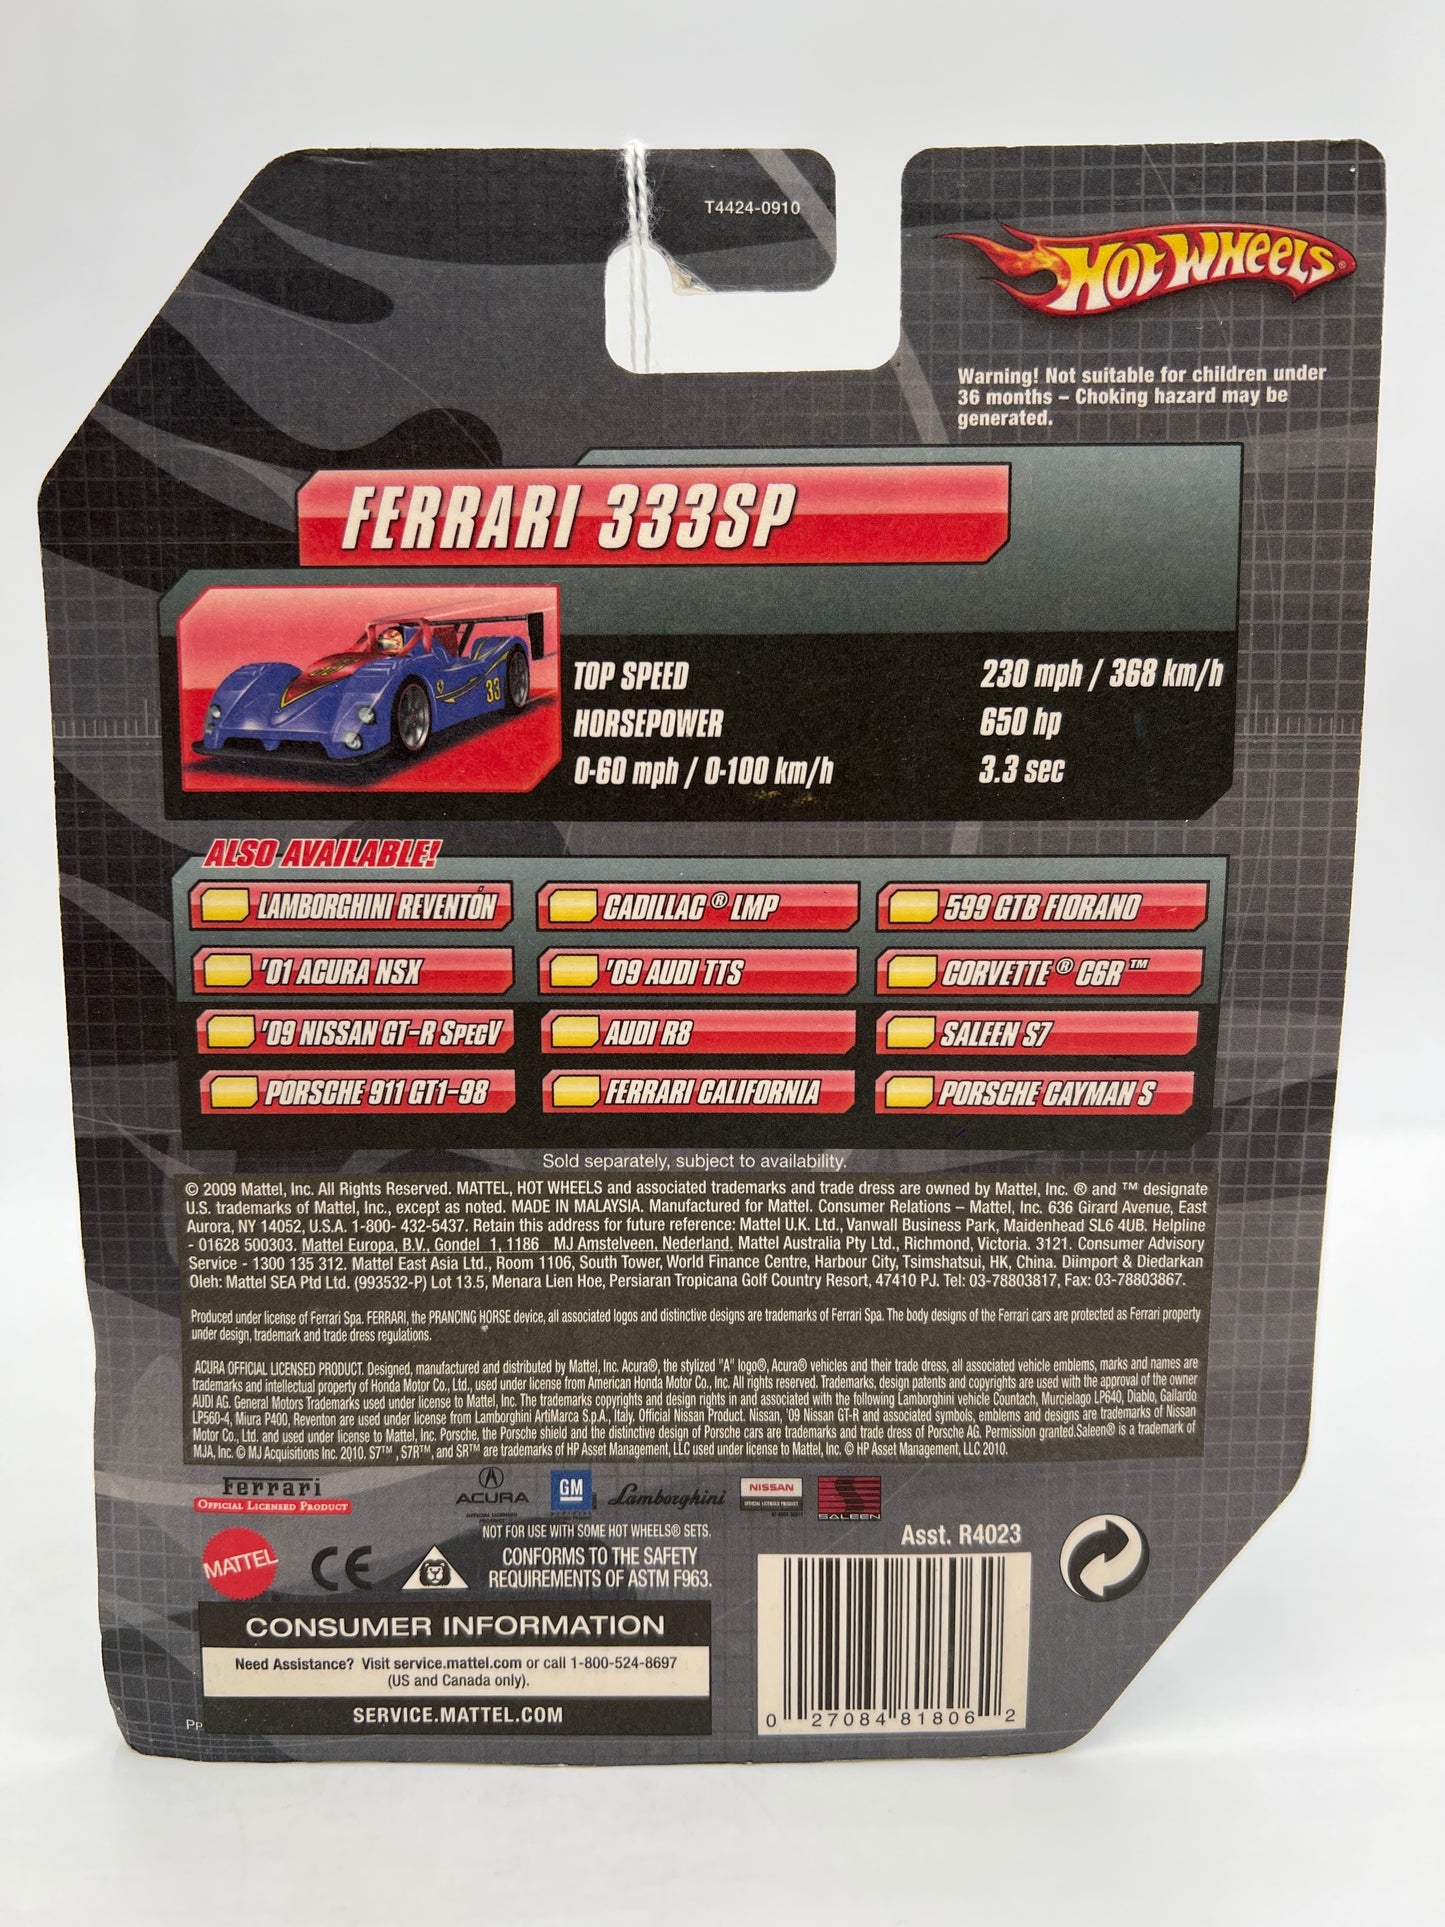 T4424-0910
HOT WHEELS®
Warning! Not suitable for children under
36 months – Choking hazard may be
generated.
FERRARI 333SP
33
TOP SPEED 230 mph / 368 km/h
HORSEPOWER 650 hp
0-60 mph / 0-100 km/h 3.3 sec
ALSO AVAILABLE!
LAMBORGHINI REVENTÓN CADILLAC® LMP 599 GTB FIORANO
'01 ACURA NSX '09 AUDI TTS CORVETTE® C6R™
'09 NISSAN GT-R SPECV AUDI R8 SALEEN S7
PORSCHE 911 GT1-98 FERRARI CALIFORNIA PORSCHE CAYMAN S
Sold separately, subject to availability.
© 2009 Mattel, Inc. All Rights Reserved. MATTEL, HOT WHEELS and associated trademarks and trade dress are owned by Mattel, Inc. ® and ™ designate
U.S. trademarks of Mattel, Inc., except as noted. MADE IN MALAYSIA. Manufactured for Mattel. Consumer Relations – Mattel, Inc. 636 Girard Avenue, East
Aurora, NY 14052, U.S.A. 1-800- 432-5437. Retain this address for future reference: Mattel U.K. Ltd., Vanwall Business Park, Maidenhead SL6 4UB. Helpline
- 01628 500303. Mattel Europa, B.V., Gondel 1, 1186 MJ Amstelveen, Nederland. Mattel Australia Pty Ltd., Richmond, Victoria. 3121. Consumer Advisory
Service - 1300 135 312. Mattel East Asia Ltd., Room 1106, South Tower, World Finance Centre, Harbour City, Tsimshatsui, HK, China. Diimport & Diedarkan
Oleh: Mattel SEA Ptd Ltd. (993532-P) Lot 13.5, Menara Lien Hoe, Persiaran Tropicana Golf Country Resort, 47410 PJ. Tel: 03-78803817, Fax: 03-78803867.
Produced under license of Ferrari Spa. FERRARI, the PRANCING HORSE device, all associated logos and distinctive designs are trademarks of Ferrari Spa. The body designs of the Ferrari cars are protected as Ferrari property
under design, trademark and trade dress regulations.
ACURA OFFICIAL LICENSED PRODUCT. Designed, manufactured and distributed by Mattel, Inc. Acura®, the stylized "A" logo®, Acura® vehicles and their trade dress, all associated vehicle emblems, marks and names are
trademarks and intellectual property of Honda Motor Co., Ltd., used under license from American Honda Motor Co., Inc. All rights reserved. Trademarks, design patents and copyrights are used with the approval of the owner
AUDI AG. General Motors Trademarks used under license to Mattel, Inc. The trademarks copyrights and design rights in and associated with the following Lamborghini vehicle Countach, Murcielago LP640, Diablo, Gallardo
LP560-4, Miura P400, Reventon are used under license from Lamborghini ArtiMarca S.p.A., Italy. Official Nissan Product. Nissan, '09 Nissan GT-R and associated symbols, emblems and designs are trademarks of Nissan
Motor Co., Ltd. and used under license to Mattel, Inc. Porsche, the Porsche shield and the distinctive design of Porsche cars are trademarks and trade dress of Porsche AG. Permission granted.Saleen® is a trademark of
MJA, Inc. © MJ Acquisitions Inc. 2010. S7™, S7R™, and SR™ are trademarks of HP Asset Management, LLC used under license to Mattel, Inc. © HP Asset Management, LLC 2010.
Ferrari
OFFICIAL LICENSED PRODUCT
ACURA
OFFICIAL LICENSED
PRODUCT
GM
Lamborghini
NISSAN
OFFICIAL LICENSED PRODUCT
SALEEN
NOT FOR USE WITH SOME HOT WHEELS® SETS.
CONFORMS TO THE SAFETY
REQUIREMENTS OF ASTM F963.
Asst. R4023
MATTEL
CE
CONSUMER INFORMATION
Need Assistance? Visit service.mattel.com or call 1-800-524-8697
(US and Canada only).
SERVICE.MATTEL.COM
PP
0 27084 81806 2